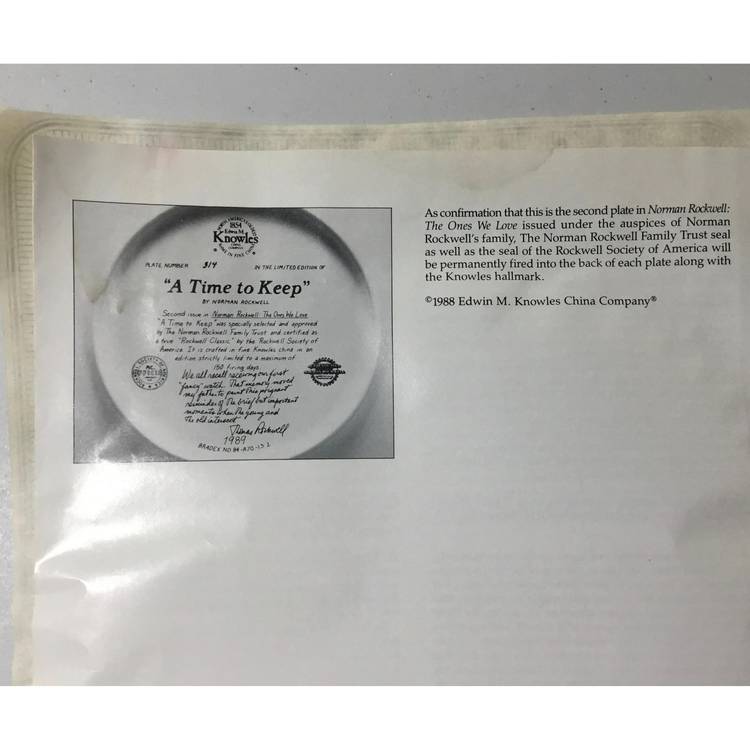 1854
Edwin M.
Knowles
CHINA
COMPANY
PLATE NUMBER 314 IN THE LIMITED EDITION OF
"A Time to Keep"
BY NORMAN ROCKWELL
Second issue in Norman Rockwell: The Ones We Love
"A Time to Keep" was specially selected and approved
by The Norman Rockwell Family Trust and certified as
a true "Rockwell Classic" by the Rockwell Society of
America. It is crafted in fine Knowles china in an
edition strictly limited to a maximum of
150 firing days.
We all recall receiving our first
"fancy" watch. That memory moved
my father to paint this poignant
reminder of the brief but important
moments when the young and
the old intersect.
Thomas Rockwell
1989
BRADEX NO 84-R70-15.2
As confirmation that this is the second plate in Norman Rockwell:
The Ones We Love issued under the auspices of Norman
Rockwell's family, The Norman Rockwell Family Trust seal
as well as the seal of the Rockwell Society of America will
be permanently fired into the back of each plate along with
the Knowles hallmark.
©1988 Edwin M. Knowles China Company®